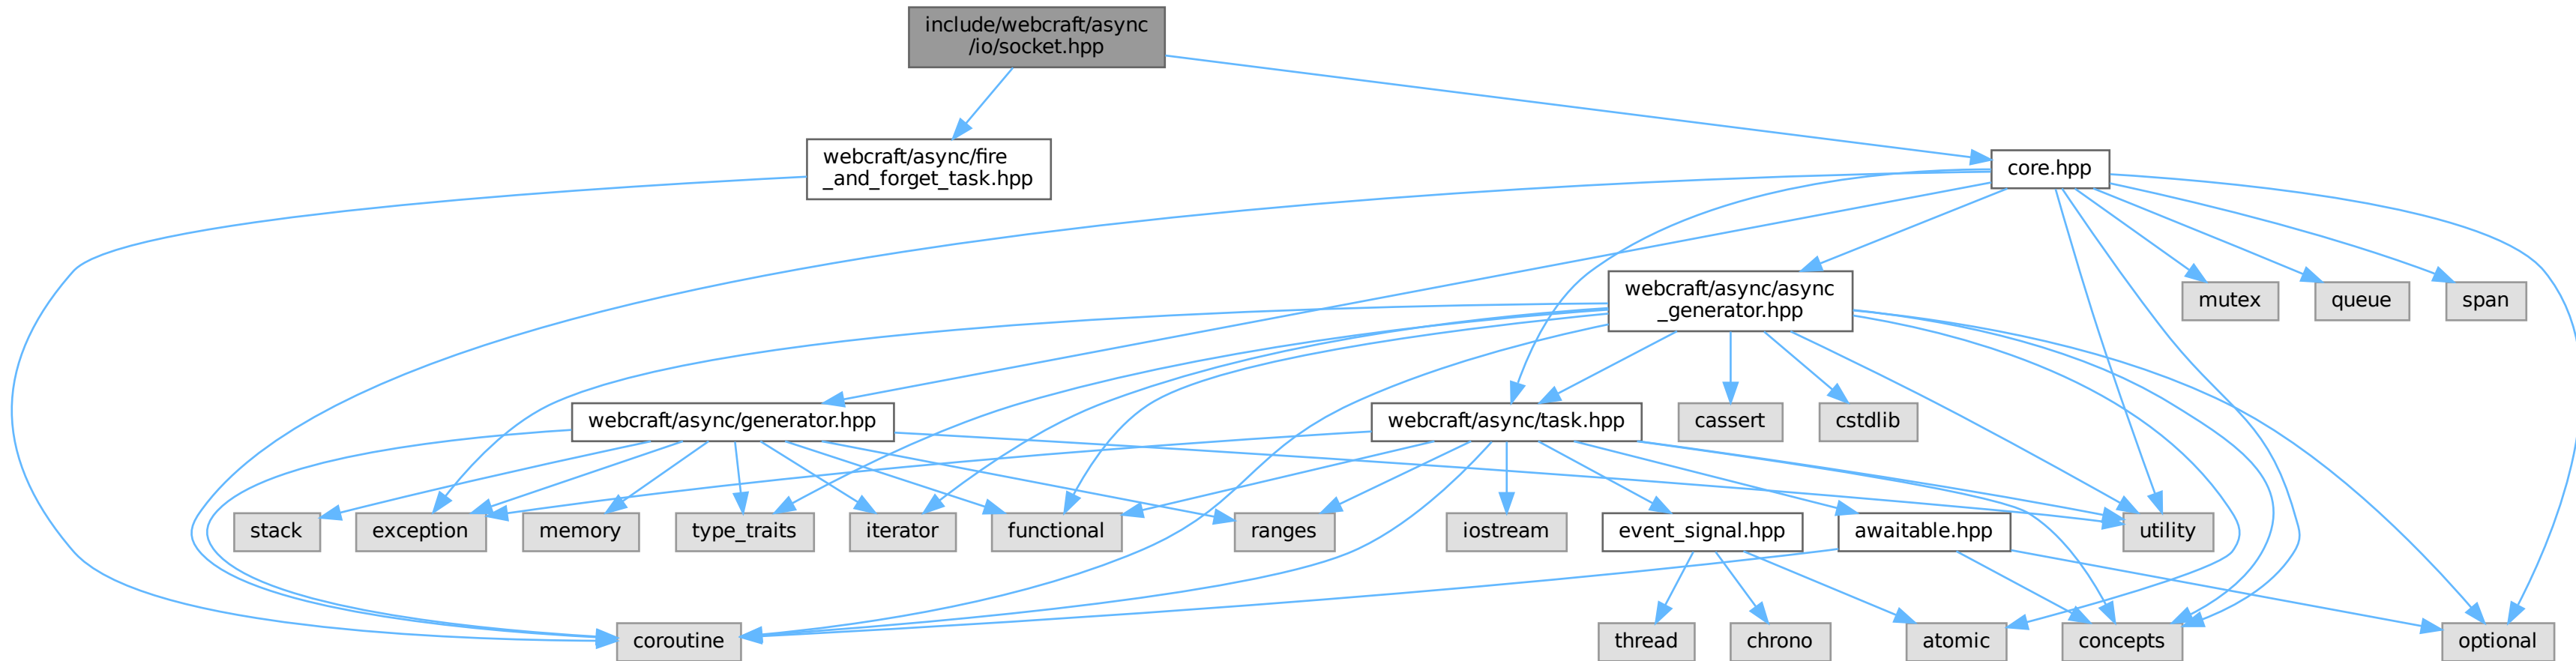 include/webcraft/async
/io/socket.hpp
webcraft/async/fire
_and_forget_task.hpp
core.hpp
webcraft/async/async
_generator.hpp
mutex
queue
span
webcraft/async/generator.hpp
webcraft/async/task.hpp
cassert
cstdlib
stack
exception
memory
type_traits
iterator
functional
ranges
iostream
event_signal.hpp
awaitable.hpp
utility
coroutine
thread
chrono
atomic
concepts
optional